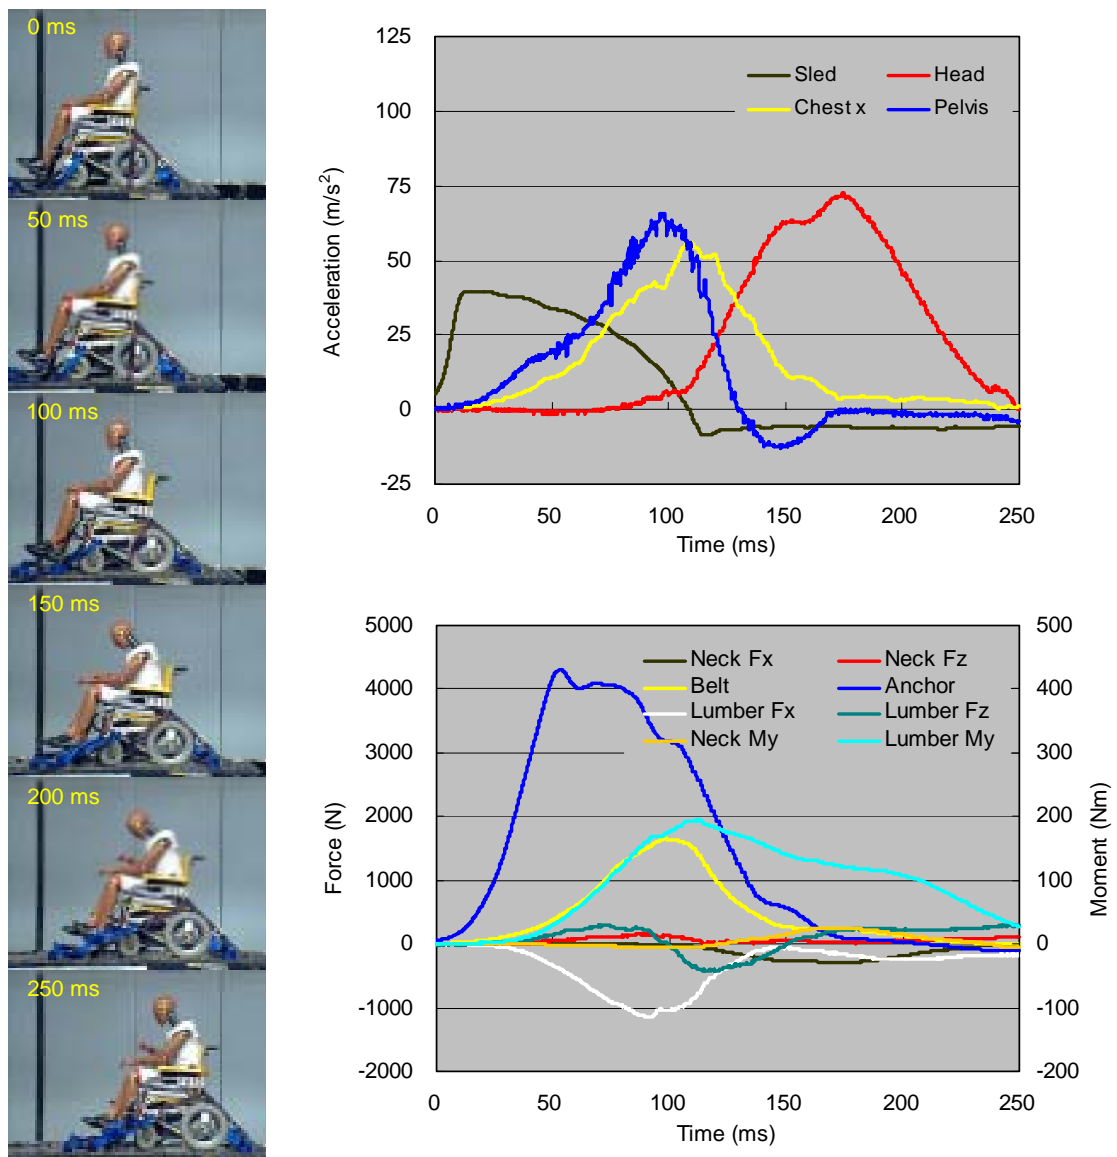 0 ms
50 ms
100 ms
150 ms
200 ms
250 ms
125
100
75
50
25
0
-25
Acceleration (m/s²)
Sled
Head
Chest x
Pelvis
0
50
100
150
200
250
Time (ms)
5000
4000
3000
2000
1000
0
-1000
-2000
Force (N)
Neck Fx
Neck Fz
Belt
Anchor
Lumber Fx
Lumber Fz
Neck My
Lumber My
500
400
300
200
100
0
-100
-200
Moment (Nm)
0
50
100
150
200
250
Time (ms)